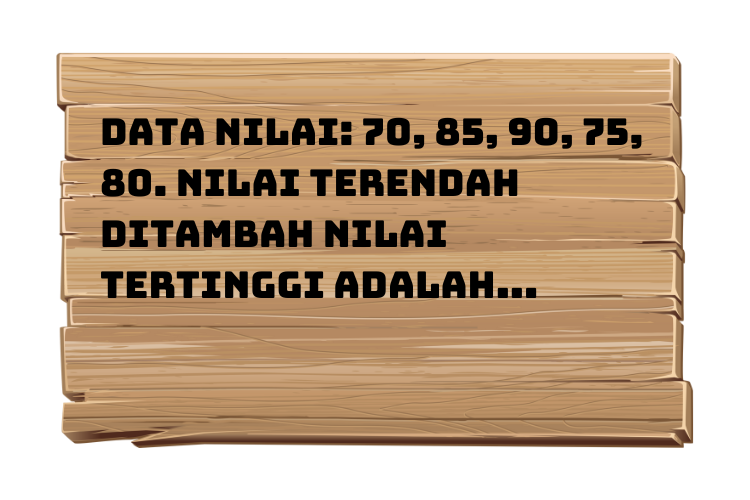 DATA NILAI: 70, 85, 90, 75,
80. NILAI TERENDAH
DITAMBAH NILAI
TERTINGGI ADALAH...